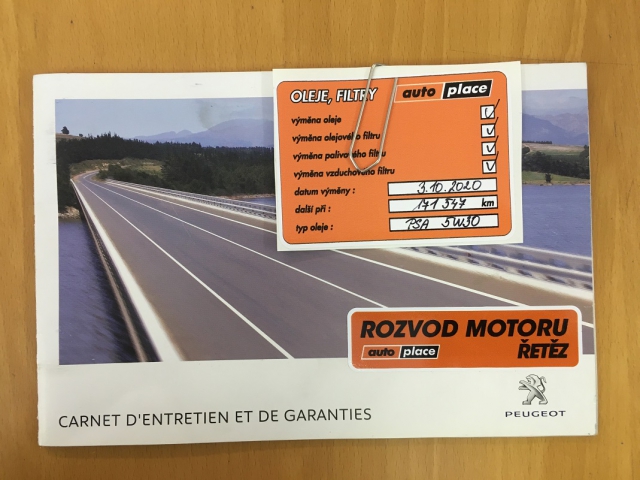 OLEJE, FILTRY auto place
výměna oleje
výměna olejového filtru
výměna palivového filtru
výměna vzduchového filtru
datum výměny : 3.10.2020
další při : 171 547 km
typ oleje : PSA 5W30
ROZVOD MOTORU
auto place ŘETĚZ
CARNET D'ENTRETIEN ET DE GARANTIES
PEUGEOT